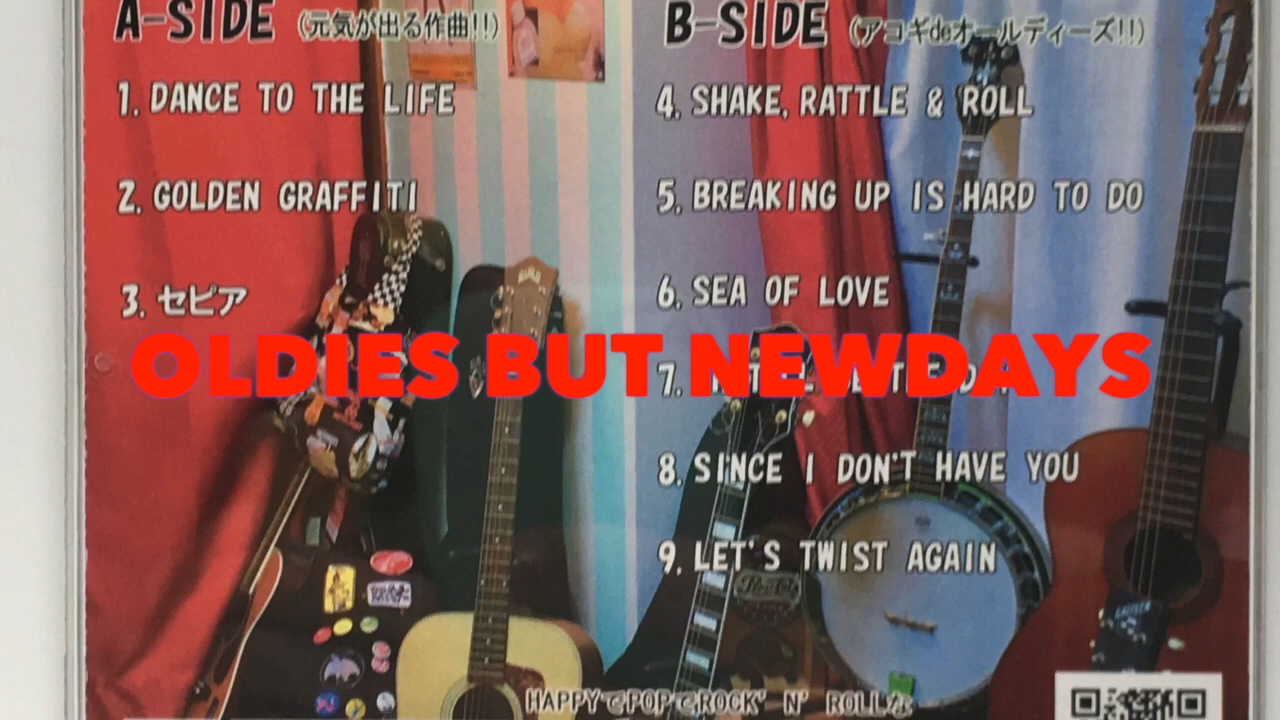 A-SIDE (元気が出る作曲!!)
1. DANCE TO THE LIFE
2. GOLDEN GRAFFITI
3. セピア
B-SIDE (アコギdeオールディーズ!!)
4. SHAKE, RATTLE & ROLL
5. BREAKING UP IS HARD TO DO
6. SEA OF LOVE
OLDIES BUT NEWDAYS
7.
8. SINCE I DON'T HAVE YOU
9. LET'S TWIST AGAIN
HAPPYでPOPでROCK' N' ROLLな